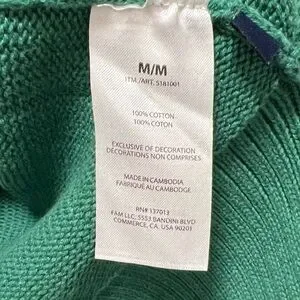 M/M
ITM./ART. 5181001
100% COTTON
100% COTON
EXCLUSIVE OF DECORATION
DÉCORATIONS NON COMPRISES
MADE IN CAMBODIA
FABRIQUÉ AU CAMBODGE
RN# 137013
FAM LLC, 5553 BANDINI BLVD
COMMERCE, CA, USA 90201